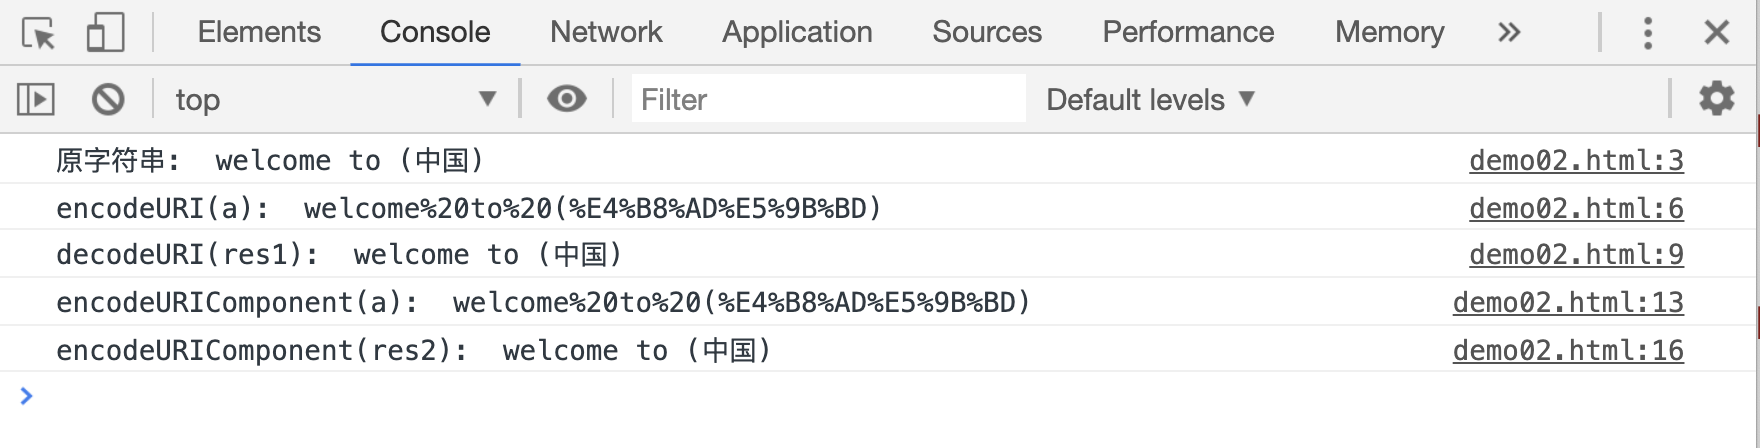 Elements Console Network Application Sources Performance Memory
top Filter Default levels
原字符串:  welcome to (中国) demo02.html:3
encodeURI(a):  welcome%20to%20(%E4%B8%AD%E5%9B%BD) demo02.html:6
decodeURI(res1):  welcome to (中国) demo02.html:9
encodeURIComponent(a):  welcome%20to%20(%E4%B8%AD%E5%9B%BD) demo02.html:13
encodeURIComponent(res2):  welcome to (中国) demo02.html:16